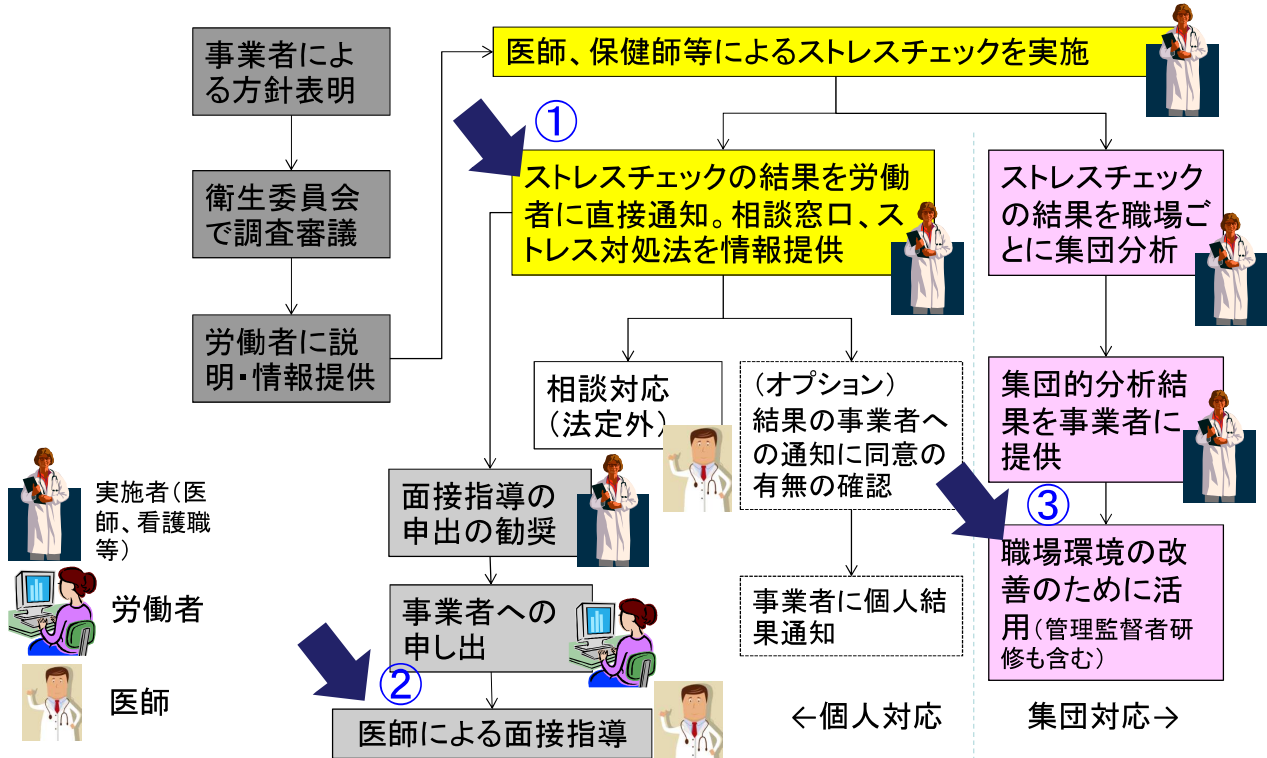 事業者によ
る方針表明
衛生委員会
で調査審議
労働者に説
明・情報提供
医師、保健師等によるストレスチェックを実施
①
ストレスチェックの結果を労働
者に直接通知。相談窓口、ス
トレス対処法を情報提供
ストレスチェック
の結果を職場ご
とに集団分析
相談対応
（法定外）
（オプション）
結果の事業者へ
の通知に同意の
有無の確認
集団的分析結
果を事業者に
提供
面接指導の
申出の勧奨
③
職場環境の改
善のために活
用（管理監督者研
修も含む）
事業者への
申し出
事業者に個人結
果通知
②
医師による面接指導
←個人対応
集団対応→
実施者（医
師、看護職
等）
労働者
医師